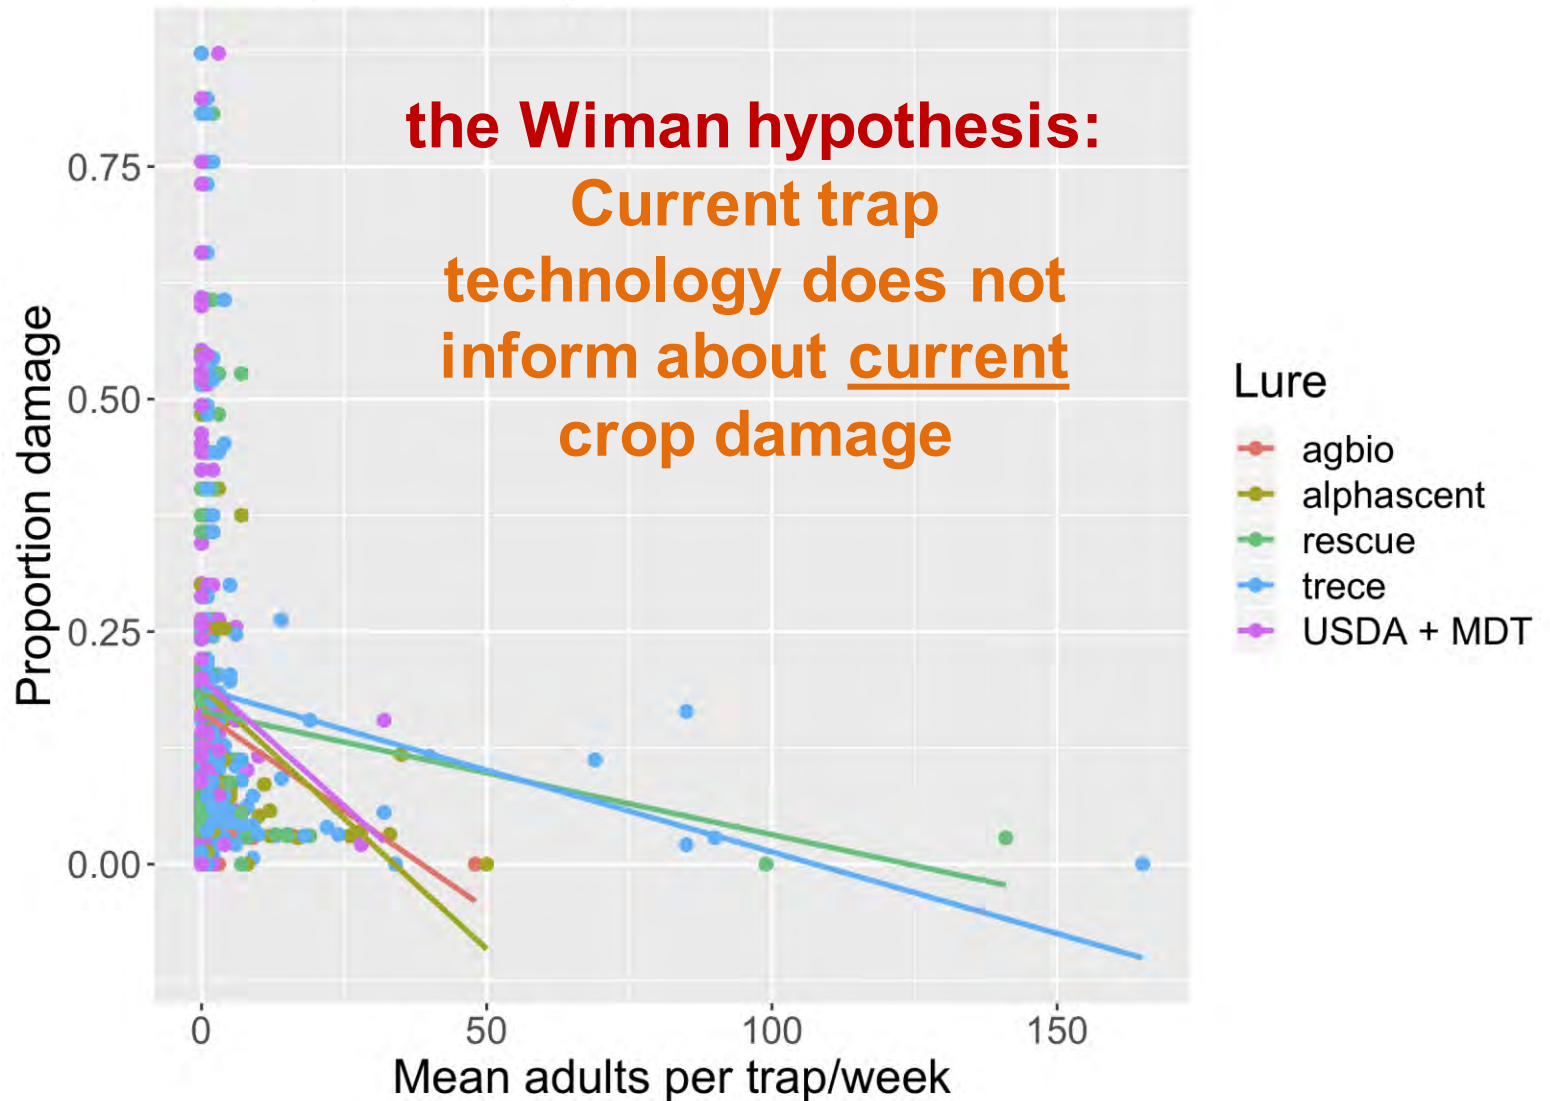 the Wiman hypothesis:
Current trap
technology does not
inform about current
crop damage
Proportion damage
0.75
0.50
0.25
0.00
0
50
100
150
Mean adults per trap/week
Lure
agbio
alphascent
rescue
trece
USDA + MDT